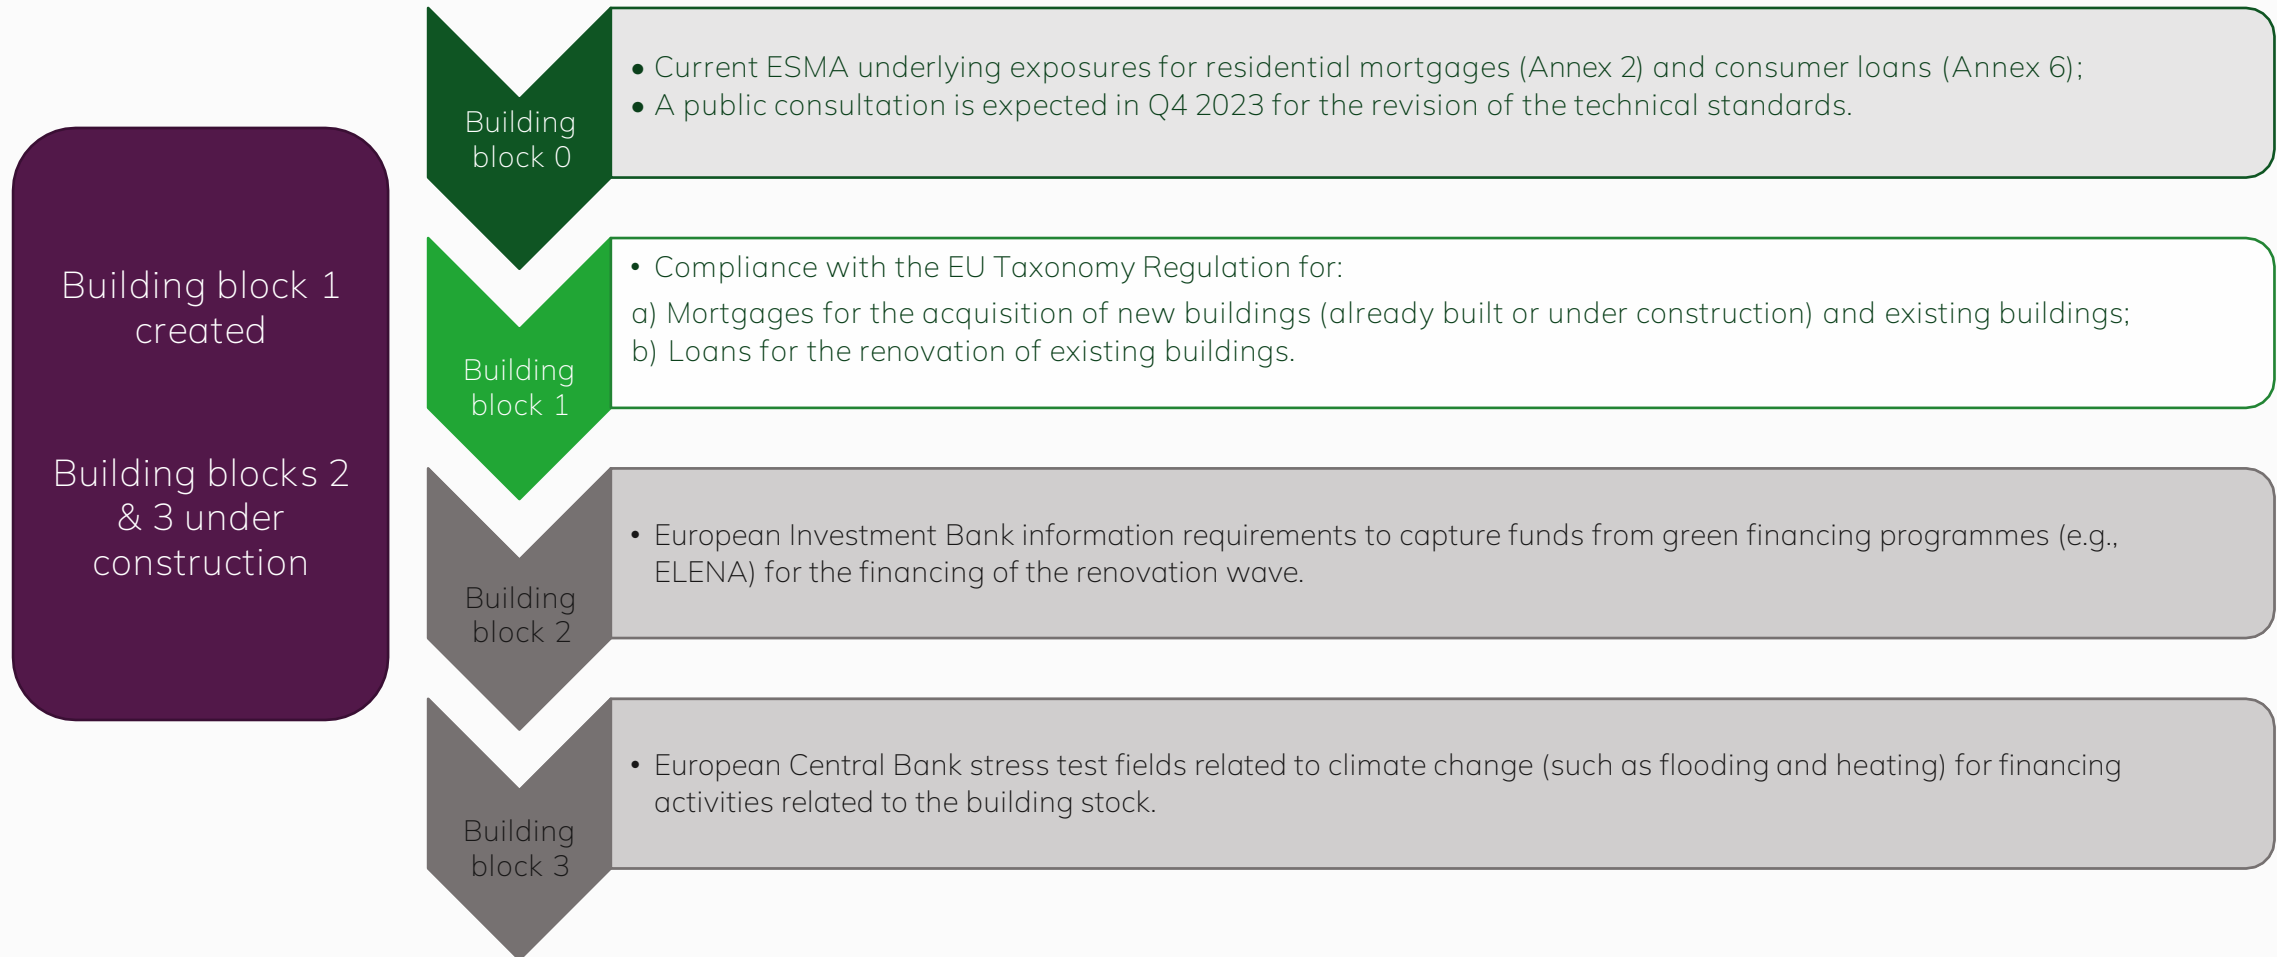 Building block 1
created
Building blocks 2
& 3 under
construction
Building
block 0
• Current ESMA underlying exposures for residential mortgages (Annex 2) and consumer loans (Annex 6);
• A public consultation is expected in Q4 2023 for the revision of the technical standards.
Building
block 1
• Compliance with the EU Taxonomy Regulation for:
a) Mortgages for the acquisition of new buildings (already built or under construction) and existing buildings;
b) Loans for the renovation of existing buildings.
Building
block 2
• European Investment Bank information requirements to capture funds from green financing programmes (e.g.,
ELENA) for the financing of the renovation wave.
Building
block 3
• European Central Bank stress test fields related to climate change (such as flooding and heating) for financing
activities related to the building stock.